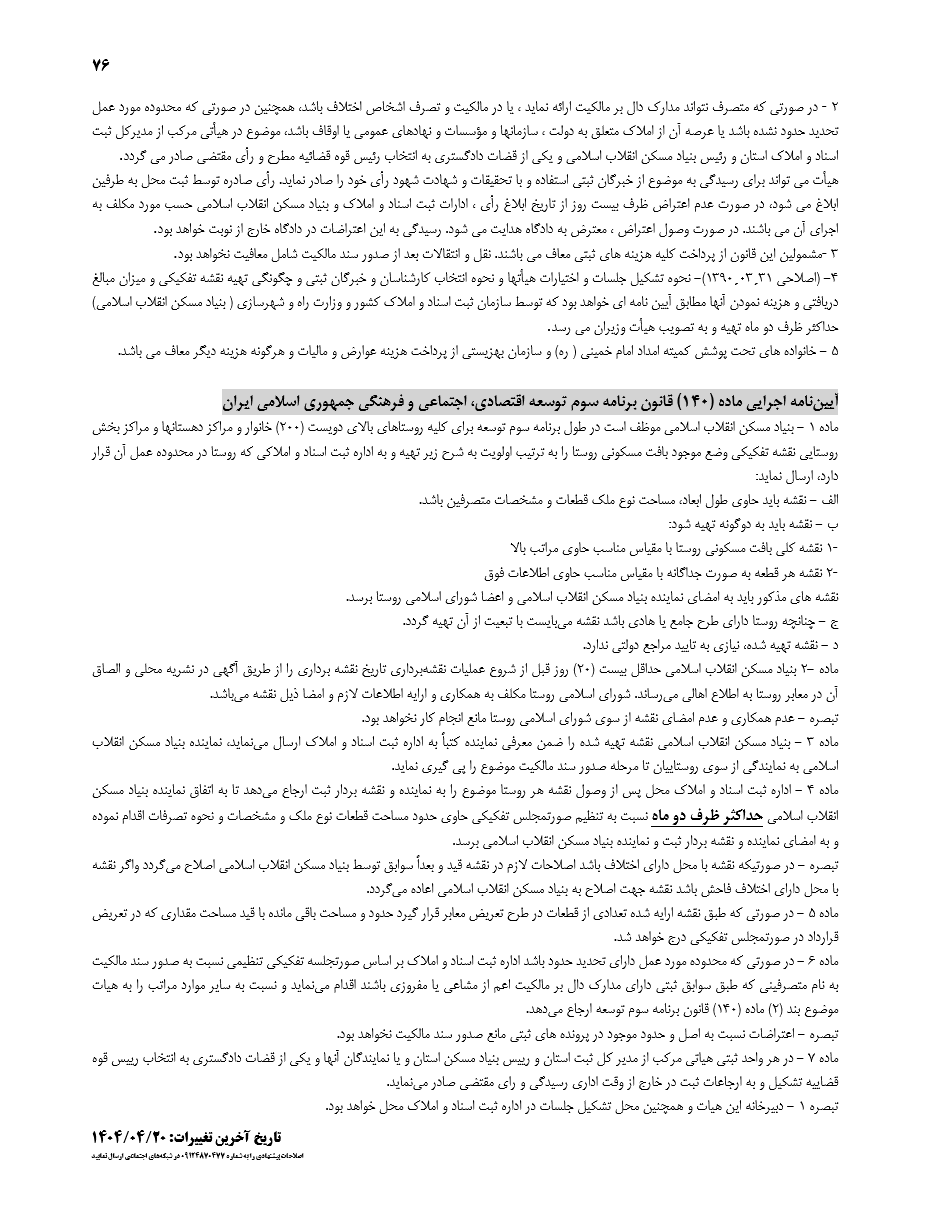 ۷۶
۲ - در صورتی که متصرف نتواند مدارک دال بر مالکیت ارائه نماید ، یا در مالکیت و تصرف اشخاص اختلاف باشد، همچنین در صورتی که محدوده مورد عمل
تحدید حدود نشده باشد یا عرصه آن از املاک متعلق به دولت ، سازمانها و مؤسسات و نهادهای عمومی یا اوقاف باشد، موضوع در هیأتی مرکب از مدیرکل ثبت
اسناد و املاک استان و رئیس بنیاد مسکن انقلاب اسلامی و یکی از قضات دادگستری به انتخاب رئیس قوه قضائیه مطرح و رأی مقتضی صادر می گردد.
هیأت می تواند برای رسیدگی به موضوع از خبرگان ثبتی استفاده و با تحقیقات و شهادت شهود رأی خود را صادر نماید. رأی صادره توسط ثبت محل به طرفین
ابلاغ می شود، در صورت عدم اعتراض ظرف بیست روز از تاریخ ابلاغ رأی ، ادارات ثبت اسناد و املاک و بنیاد مسکن انقلاب اسلامی حسب مورد مکلف به
اجرای آن می باشند. در صورت وصول اعتراض ، معترض به دادگاه هدایت می شود. رسیدگی به این اعتراضات در دادگاه خارج از نوبت خواهد بود.
۳ -مشمولین این قانون از پرداخت کلیه هزینه های ثبتی معاف می باشند. نقل و انتقالات بعد از صدور سند مالکیت شامل معافیت نخواهد بود.
۴- (اصلاحی ۳۱ٍ۰۳ٍ۱۳۹۰)- نحوه تشکیل جلسات و اختیارات هیأتها و نحوه انتخاب کارشناسان و خبرگان ثبتی و چگونگی تهیه نقشه تفکیکی و میزان مبالغ
دریافتی و هزینه نمودن آنها مطابق آیین نامه ای خواهد بود که توسط سازمان ثبت اسناد و املاک کشور و وزارت راه و شهرسازی ( بنیاد مسکن انقلاب اسلامی)
حداکثر ظرف دو ماه تهیه و به تصویب هیأت وزیران می رسد.
۵ – خانواده های تحت پوشش کمیته امداد امام خمینی ( ره) و سازمان بهزیستی از پرداخت هزینه عوارض و مالیات و هرگونه هزینه دیگر معاف می باشد.
آیین‌نامه اجرایی ماده (۱۴۰) قانون برنامه سوم توسعه اقتصادی، اجتماعی و فرهنگی جمهوری اسلامی ایران
ماده ۱ – بنیاد مسکن انقلاب اسلامی موظف است در طول برنامه سوم توسعه برای کلیه روستاهای بالای دویست (۲۰۰) خانوار و مراکز دهستانها و مراکز بخش
روستایی نقشه تفکیکی وضع موجود بافت مسکونی روستا را به ترتیب اولویت به شرح زیر تهیه و به اداره ثبت اسناد و املاکی که روستا در محدوده عمل آن قرار
دارد، ارسال نماید:
الف – نقشه باید حاوی طول ابعاد، مساحت نوع ملک قطعات و مشخصات متصرفین باشد.
ب – نقشه باید به دوگونه تهیه شود:
-۱ نقشه کلی بافت مسکونی روستا با مقیاس مناسب حاوی مراتب بالا
-۲ نقشه هر قطعه به صورت جداگانه با مقیاس مناسب حاوی اطلاعات فوق
نقشه های مذکور باید به امضای نماینده بنیاد مسکن انقلاب اسلامی و اعضا شورای اسلامی روستا برسد.
ج – چنانچه روستا دارای طرح جامع یا هادی باشد نقشه می‌بایست با تبعیت از آن تهیه گردد.
د – نقشه تهیه شده، نیازی به تایید مراجع دولتی ندارد.
ماده –۲ بنیاد مسکن انقلاب اسلامی حداقل بیست (۲۰) روز قبل از شروع عملیات نقشه‌برداری تاریخ نقشه برداری را از طریق آگهی در نشریه محلی و الصاق
آن در معابر روستا به اطلاع اهالی می‌رساند. شورای اسلامی روستا مکلف به همکاری و ارایه اطلاعات لازم و امضا ذیل نقشه می‌باشد.
تبصره – عدم همکاری و عدم امضای نقشه از سوی شورای اسلامی روستا مانع انجام کار نخواهد بود.
ماده ۳ – بنیاد مسکن انقلاب اسلامی نقشه تهیه شده را ضمن معرفی نماینده کتباً به اداره ثبت اسناد و املاک ارسال می‌نماید، نماینده بنیاد مسکن انقلاب
اسلامی به نمایندگی از سوی روستاییان تا مرحله صدور سند مالکیت موضوع را پی گیری نماید.
ماده ۴ – اداره ثبت اسناد و املاک محل پس از وصول نقشه هر روستا موضوع را به نماینده و نقشه بردار ثبت ارجاع می‌دهد تا به اتفاق نماینده بنیاد مسکن
انقلاب اسلامی حداکثر ظرف دو ماه نسبت به تنظیم صورتمجلس تفکیکی حاوی حدود مساحت قطعات نوع ملک و مشخصات و نحوه تصرفات اقدام نموده
و به امضای نماینده و نقشه بردار ثبت و نماینده بنیاد مسکن انقلاب اسلامی برسد.
تبصره – در صورتیکه نقشه با محل دارای اختلاف باشد اصلاحات لازم در نقشه قید و بعداً سوابق توسط بنیاد مسکن انقلاب اسلامی اصلاح می‌گردد واگر نقشه
با محل دارای اختلاف فاحش باشد نقشه جهت اصلاح به بنیاد مسکن انقلاب اسلامی اعاده می‌گردد.
ماده ۵ – در صورتی که طبق نقشه ارایه شده تعدادی از قطعات در طرح تعریض معابر قرار گیرد حدود و مساحت باقی مانده با قید مساحت مقداری که در تعریض
قرارداد در صورتمجلس تفکیکی درج خواهد شد.
ماده ۶ – در صورتی که محدوده مورد عمل دارای تحدید حدود باشد اداره ثبت اسناد و املاک بر اساس صورتجلسه تفکیکی تنظیمی نسبت به صدور سند مالکیت
به نام متصرفینی که طبق سوابق ثبتی دارای مدارک دال بر مالکیت اعم از مشاعی یا مفروزی باشند اقدام می‌نماید و نسبت به سایر موارد مراتب را به هیات
موضوع بند (۲) ماده (۱۴۰) قانون برنامه سوم توسعه ارجاع می‌دهد.
تبصره – اعتراضات نسبت به اصل و حدود موجود در پرونده های ثبتی مانع صدور سند مالکیت نخواهد بود.
ماده ۷ – در هر واحد ثبتی هیاتی مرکب از مدیر کل ثبت استان و رییس بنیاد مسکن استان و یا نمایندگان آنها و یکی از قضات دادگستری به انتخاب رییس قوه
قضاییه تشکیل و به ارجاعات ثبت در خارج از وقت اداری رسیدگی و رای مقتضی صادر می‌نماید.
تبصره ۱ – دبیرخانه این هیات و همچنین محل تشکیل جلسات در اداره ثبت اسناد و املاک محل خواهد بود.
تاریخ آخرین تغییرات: ۱۴۰۴/۰۴/۲۰
اصلاحات پیشنهادی را به شماره ۰۹۱۲۴۸۷۰۴۷۷ در شبکه‌های اجتماعی ارسال نمایید